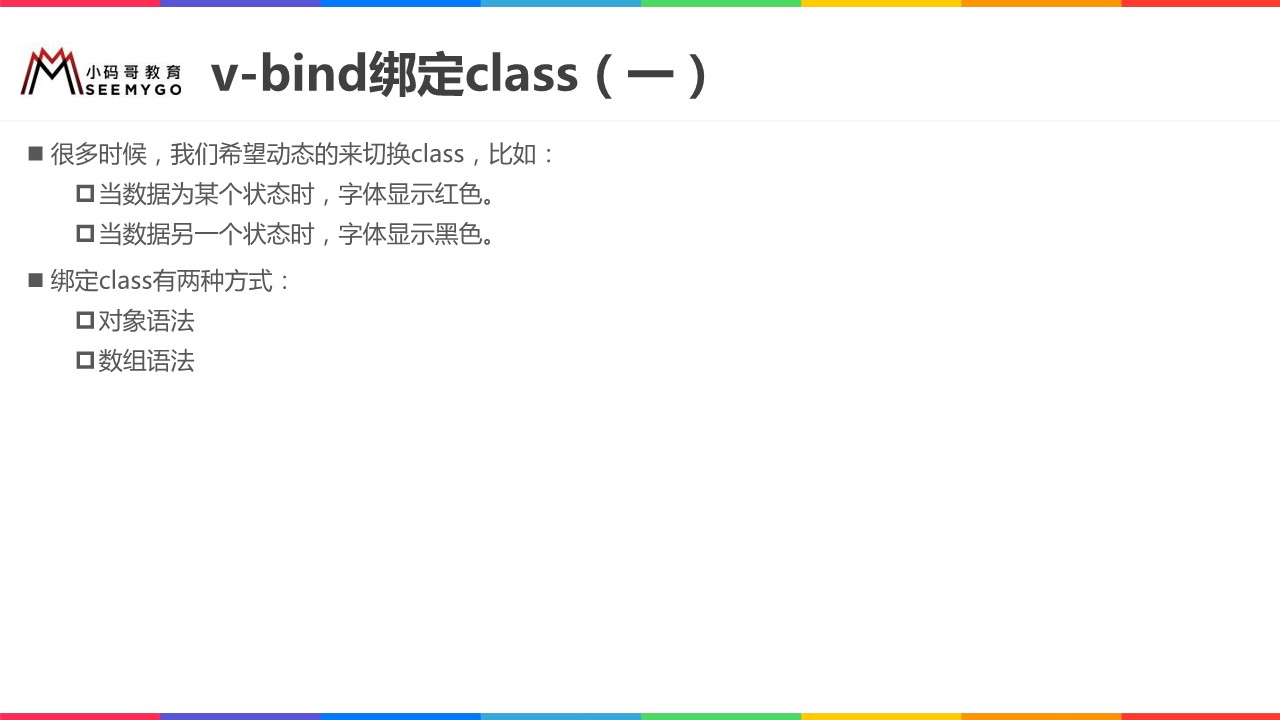 小码哥教育
SEEMYGO
v-bind绑定class（一）
很多时候，我们希望动态的来切换class，比如：
当数据为某个状态时，字体显示红色。
当数据另一个状态时，字体显示黑色。
绑定class有两种方式：
对象语法
数组语法